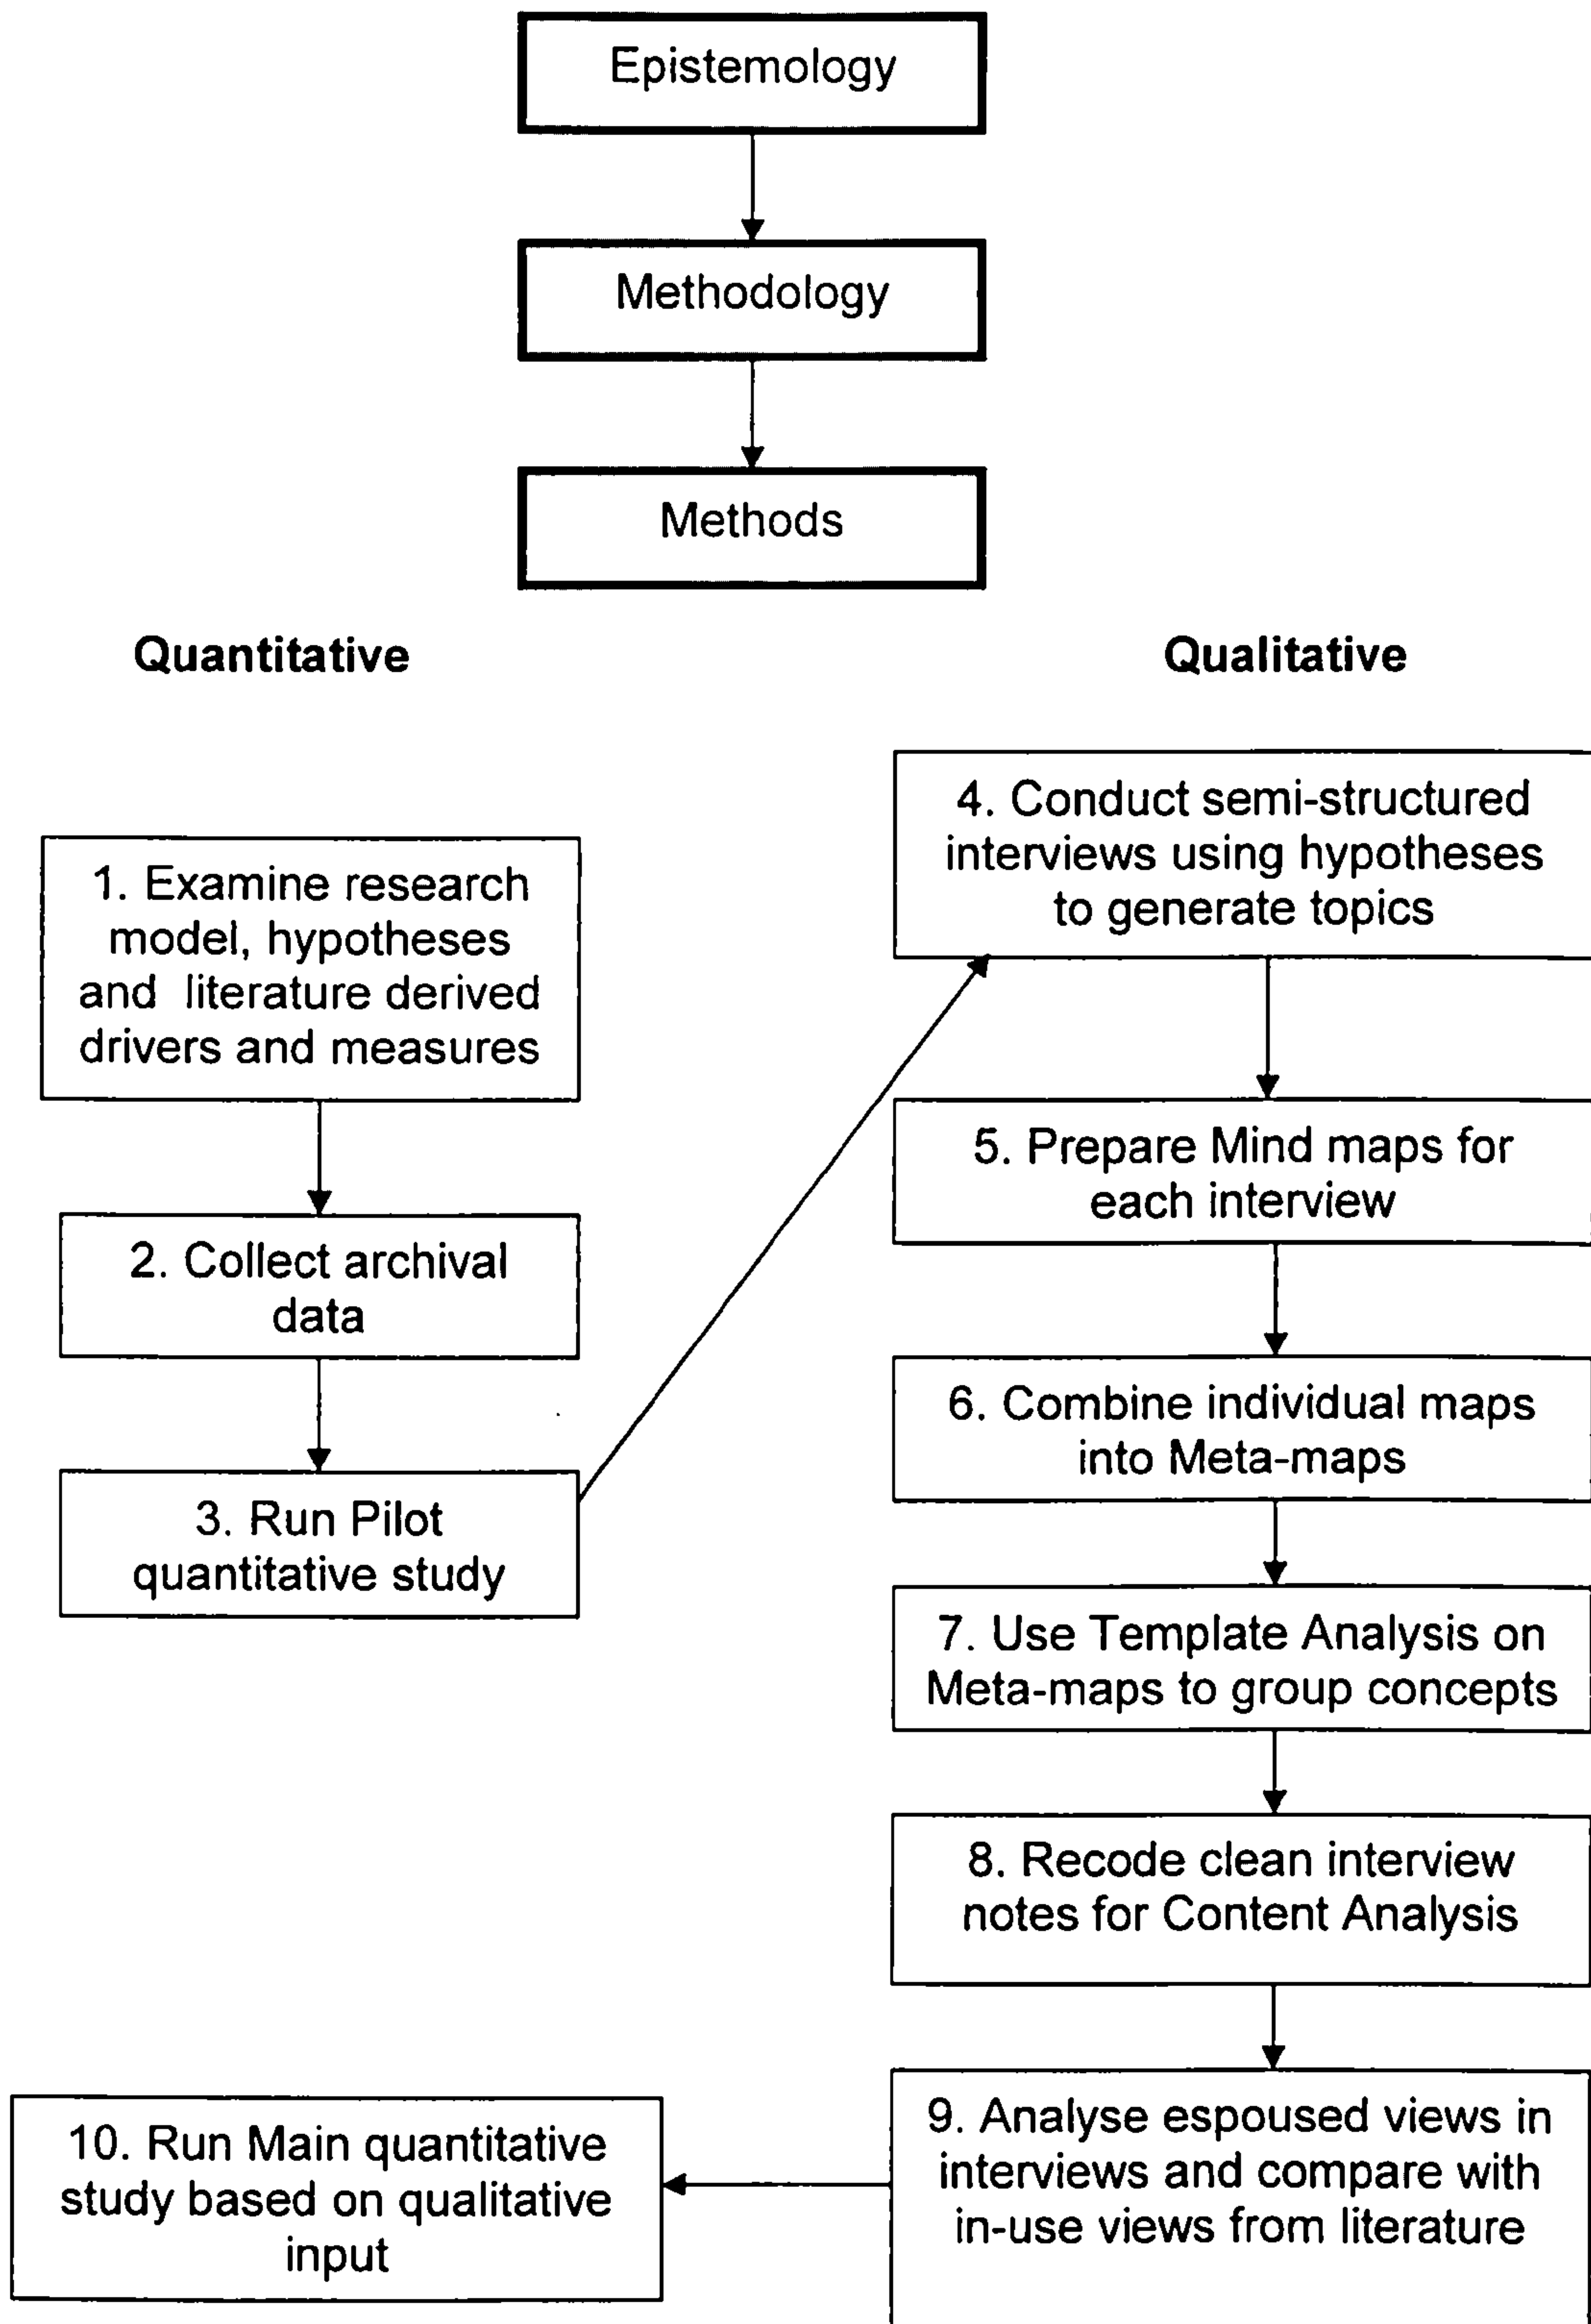 Epistemology
Methodology
Methods
Quantitative
Qualitative
1. Examine research
model, hypotheses
and literature derived
drivers and measures
2. Collect archival
data
3. Run Pilot
quantitative study
4. Conduct semi-structured
interviews using hypotheses
to generate topics
5. Prepare Mind maps for
each interview
6. Combine individual maps
into Meta-maps
7. Use Template Analysis on
Meta-maps to group concepts
8. Recode clean interview
notes for Content Analysis
9. Analyse espoused views in
interviews and compare with
in-use views from literature
10. Run Main quantitative
study based on qualitative
input